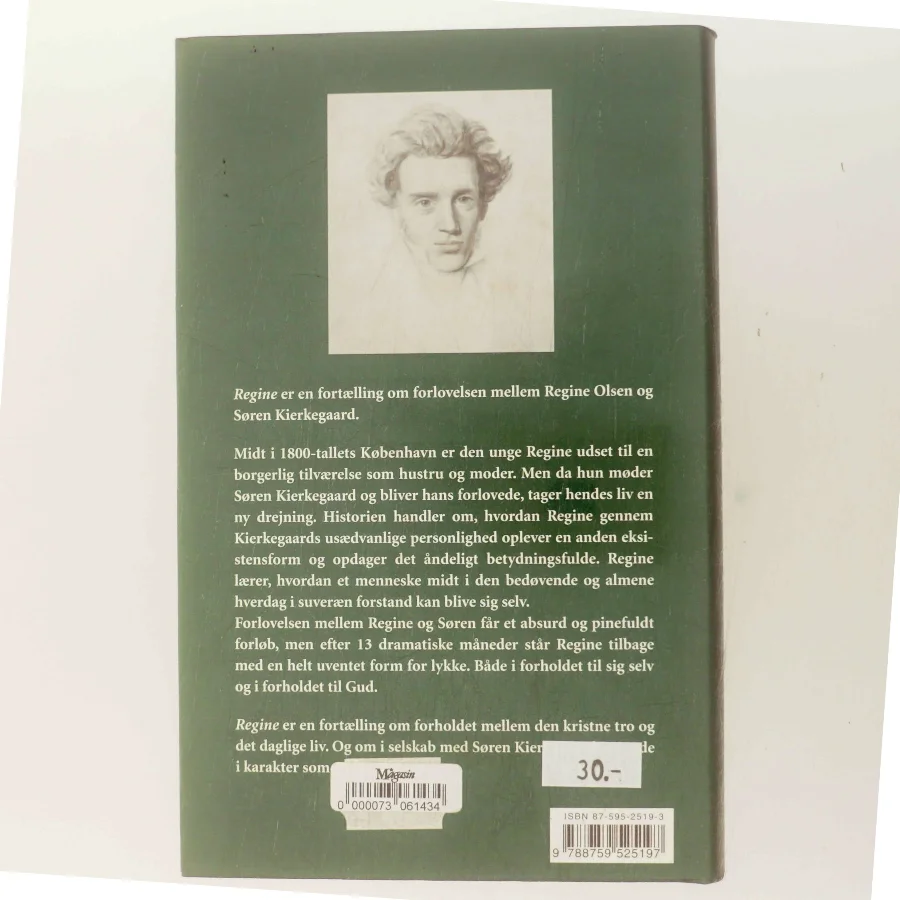 Regine er en fortælling om forlovelsen mellem Regine Olsen og
Søren Kierkegaard.
Midt i 1800-tallets København er den unge Regine udset til en
borgerlig tilværelse som hustru og moder. Men da hun møder
Søren Kierkegaard og bliver hans forlovede, tager hendes liv en
ny drejning. Historien handler om, hvordan Regine gennem
Kierkegaards usædvanlige personlighed oplever en anden eksi-
stensform og opdager det åndeligt betydningsfulde. Regine
lærer, hvordan et menneske midt i den bedøvende og almene
hverdag i suveræn forstand kan blive sig selv.
Forlovelsen mellem Regine og Søren får et absurd og pinefuldt
forløb, men efter 13 dramatiske måneder står Regine tilbage
med en helt uventet form for lykke. Både i forholdet til sig selv
og i forholdet til Gud.
Regine er en fortælling om forholdet mellem den kristne tro og
det daglige liv. Og om i selskab med Søren
i karakter som
Magasin
0 000073 061434
30.-
ISBN 87-595-2519-3
9 788759 525197